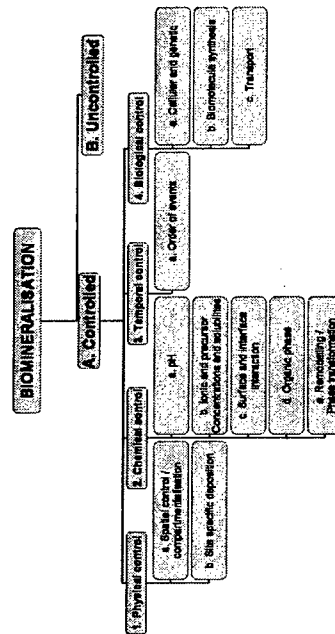 BIOMINERALISATION
A. Controlled
B. Uncontrolled
1. Physical control
2. Chemical control
3. Temporal control
4. Biological control
a. Spatial control /
compartmentalisation
b. Site specific deposition
a. pH
b. Ionic and precursor
Concentrations and solubilities
c. Surface and interface
interaction
d. Organic phase
e. Remodelling /
Phase transformation
a. Order of events
a. Cellular and genetic
b. Biomolecule synthesis
c. Transport